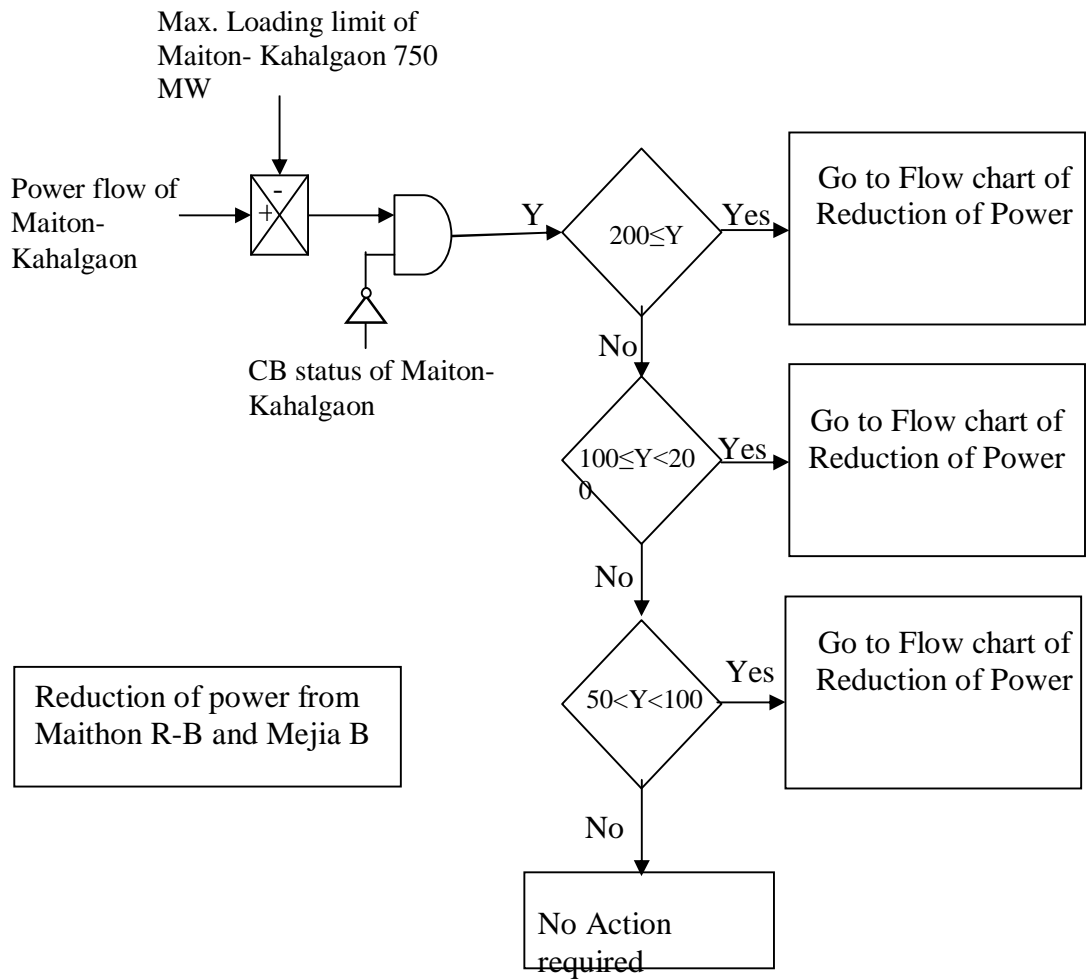 Max. Loading limit of
Maiton- Kahalgaon 750
MW
Power flow of
Maiton-
Kahalgaon
-
+
CB status of Maiton-
Kahalgaon
Y
200≤Y
Yes
Go to Flow chart of
Reduction of Power
No
100≤Y<20
0
Yes
Go to Flow chart of
Reduction of Power
No
50<Y<100
Yes
Go to Flow chart of
Reduction of Power
Reduction of power from
Maithon R-B and Mejia B
No
No Action
required